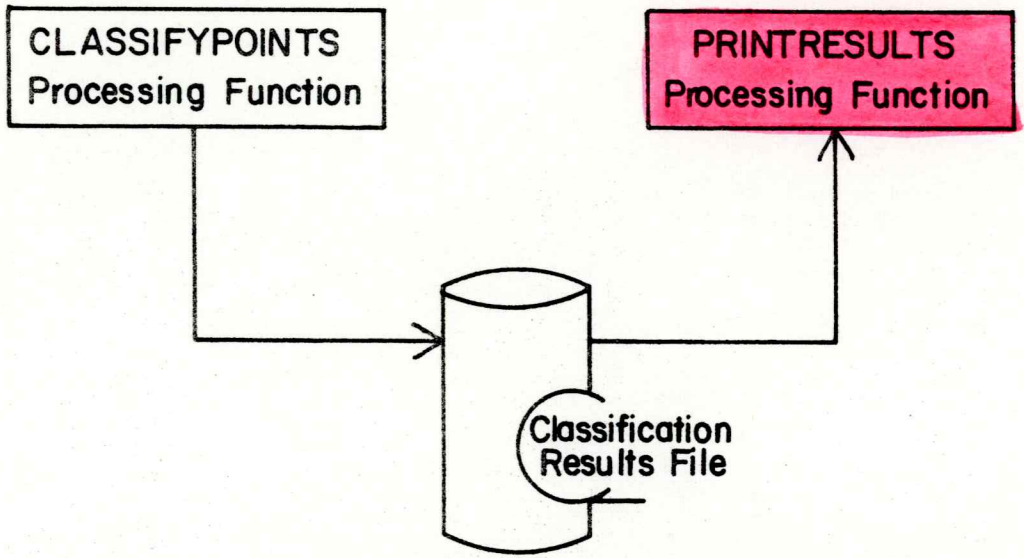 CLASSIFYPOINTS
Processing Function
PRINTRESULTS
Processing Function
Classification
Results File